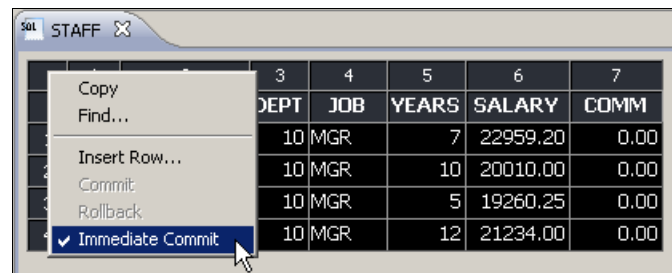 SQL STAFF
3 4 5 6 7
DEPT JOB YEARS SALARY COMM
10 MGR 7 22959.20 0.00
10 MGR 10 20010.00 0.00
10 MGR 5 19260.25 0.00
10 MGR 12 21234.00 0.00
Copy
Find...
Insert Row...
Commit
Rollback
Immediate Commit